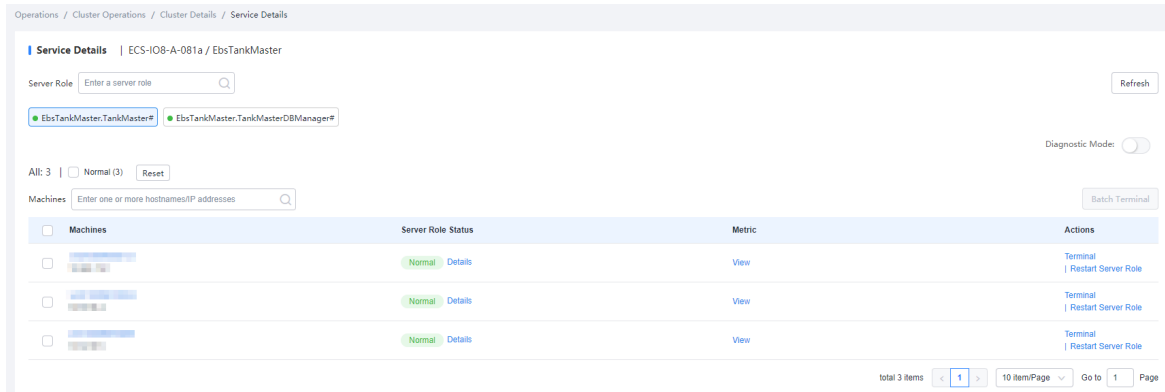 Operations / Cluster Operations / Cluster Details / Service Details
Service Details | ECS-IO8-A-081a / EbsTankMaster
Server Role Enter a server role
Refresh
EbsTankMaster.TankMaster# EbsTankMaster.TankMasterDBManager#
Diagnostic Mode:
All: 3 | Normal (3) Reset
Machines Enter one or more hostnames/IP addresses
Batch Terminal
Machines Server Role Status Metric Actions
Normal Details View Terminal
| Restart Server Role
Normal Details View Terminal
| Restart Server Role
Normal Details View Terminal
| Restart Server Role
total 3 items < 1 > 10 item/Page Go to 1 Page